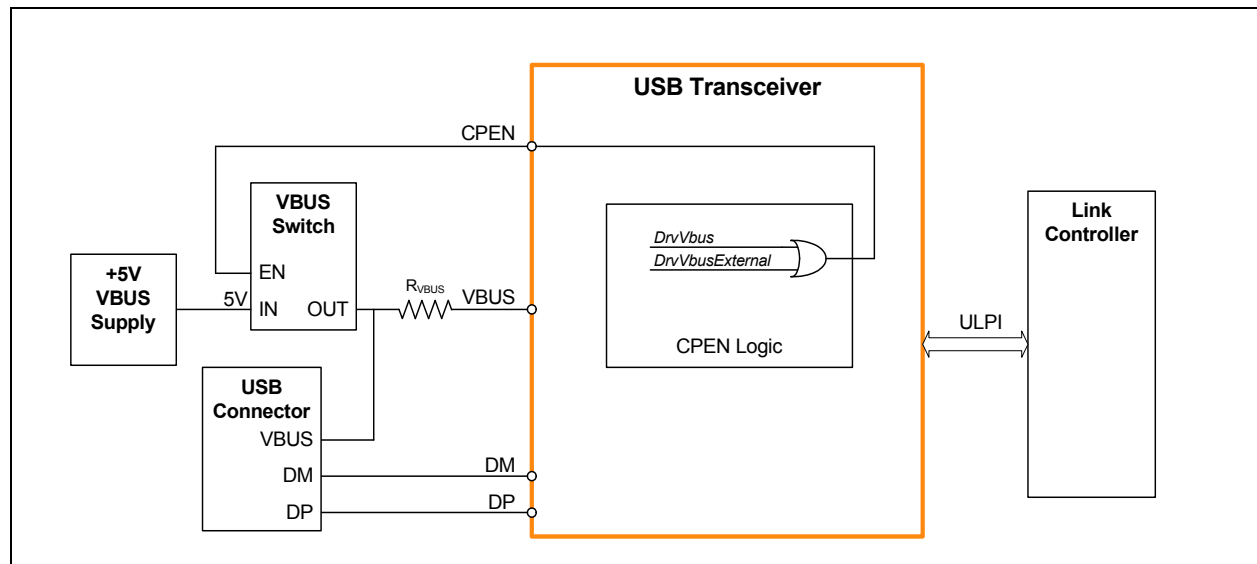 USB Transceiver
CPEN
VBUS
Switch
EN
5V
IN
OUT
+5V
VBUS
Supply
RVBUS
VBUS
DrvVbus
DrvVbusExternal
CPEN Logic
Link
Controller
ULPI
USB
Connector
VBUS
DM
DP
DM
DP